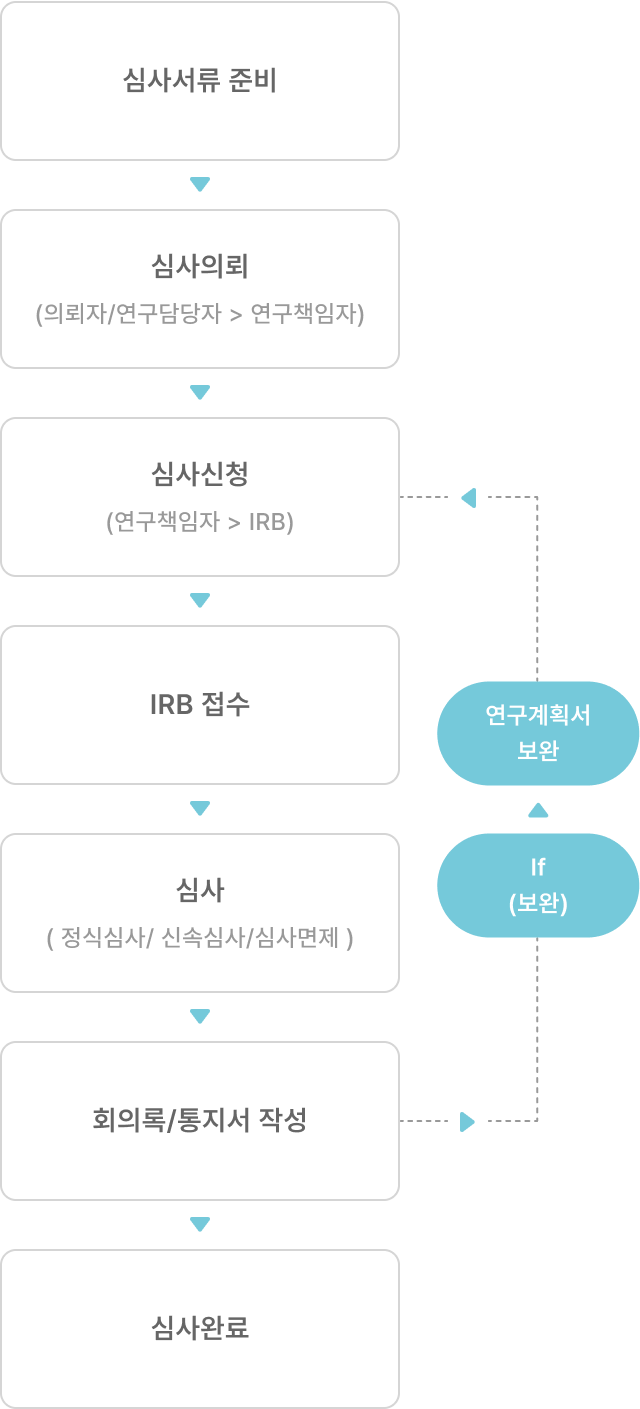 심사서류 준비
심사의뢰
(의뢰자/연구담당자 > 연구책임자)
심사신청
(연구책임자 > IRB)
IRB 접수
연구계획서
보완
심사
( 정식심사/ 신속심사/심사면제 )
If
(보완)
회의록/통지서 작성
심사완료